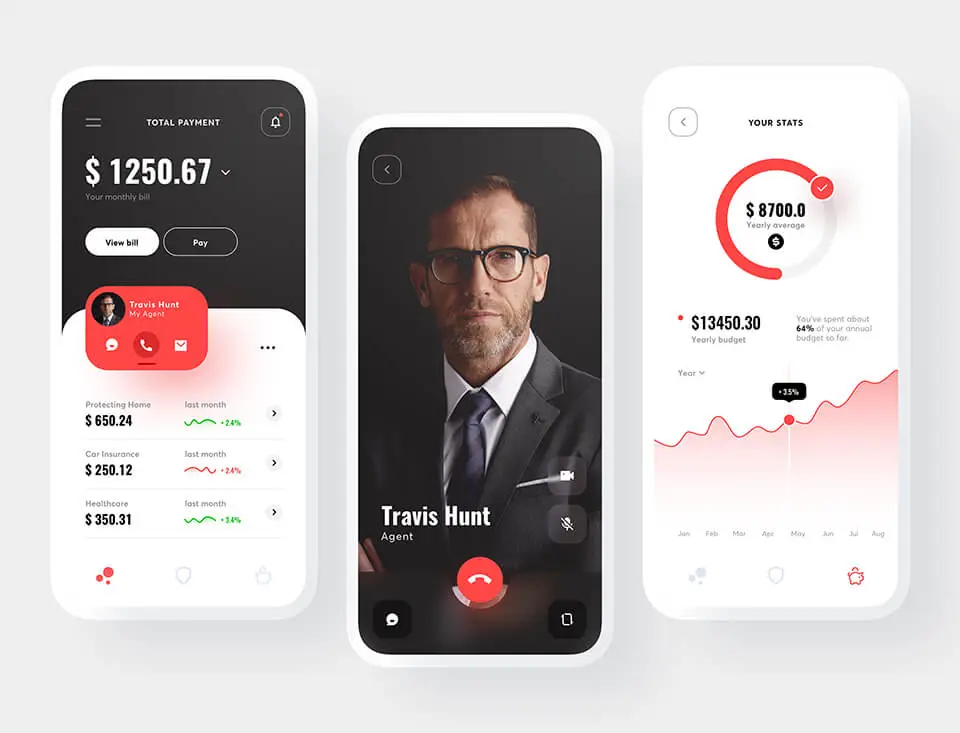 TOTAL PAYMENT
$ 1250.67
Your monthly bill
View bill
Pay
Travis Hunt
My Agent
Protecting Home
last month
$ 650.24
+ 2.4%
Car Insurance
last month
$ 250.12
+ 2.4%
Healthcare
last month
$ 350.31
+ 3.4%
Travis Hunt
Agent
YOUR STATS
$ 8700.0
Yearly average
$
$13450.30
Yearly budget
You've spent about
64% of your annual
budget so far.
Year
+3.5%
Jan Feb Mar Apr May Jun Jul Aug